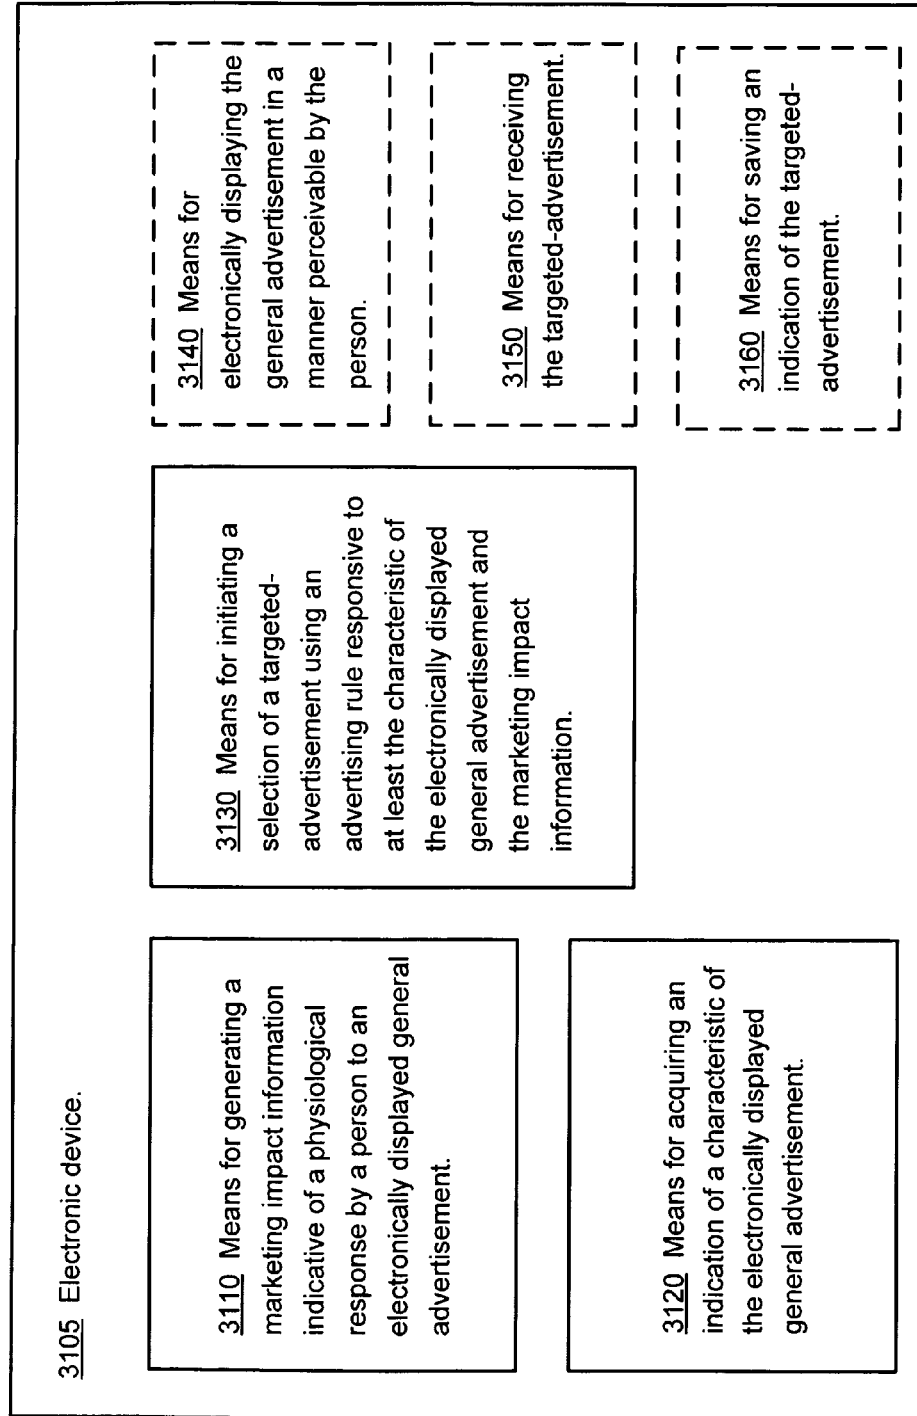 3105 Electronic device.
3110 Means for generating a
marketing impact information
indicative of a physiological
response by a person to an
electronically displayed general
advertisement.
3120 Means for acquiring an
indication of a characteristic of
the electronically displayed
general advertisement.
3130 Means for initiating a
selection of a targeted-
advertisement using an
advertising rule responsive to
at least the characteristic of
the electronically displayed
general advertisement and
the marketing impact
information.
3140 Means for
electronically displaying the
general advertisement in a
manner perceivable by the
person.
3150 Means for receiving
the targeted-advertisement.
3160 Means for saving an
indication of the targeted-
advertisement.